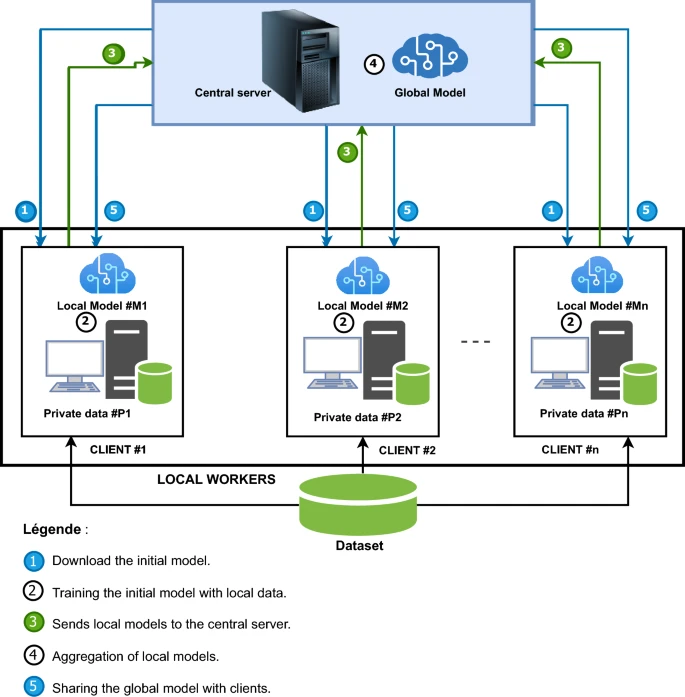 3
3
4
Central server
Global Model
3
1
5
1
5
1
5
Local Model #M1
Local Model #M2
Local Model #Mn
2
2
2
- - -
Private data #P1
Private data #P2
Private data #Pn
CLIENT #1
CLIENT #2
CLIENT #n
LOCAL WORKERS
Dataset
Légende :
1 Download the initial model.
2 Training the initial model with local data.
3 Sends local models to the central server.
4 Aggregation of local models.
5 Sharing the global model with clients.